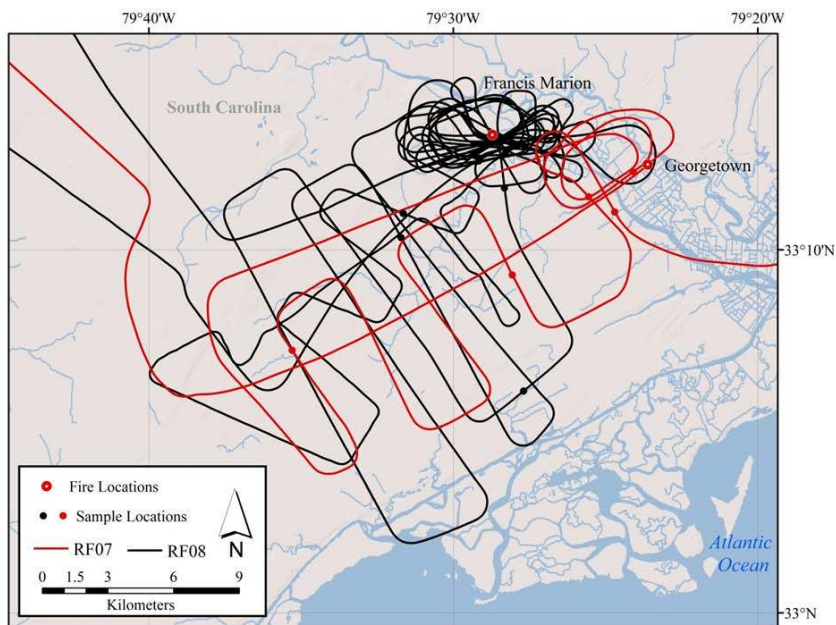 79°40'W
79°30'W
79°20'W
Francis Marion
South Carolina
Georgetown
33°10'N
Fire Locations
Sample Locations
RF07
RF08
N
0 1.5 3 6 9
Kilometers
Atlantic
Ocean
33°N